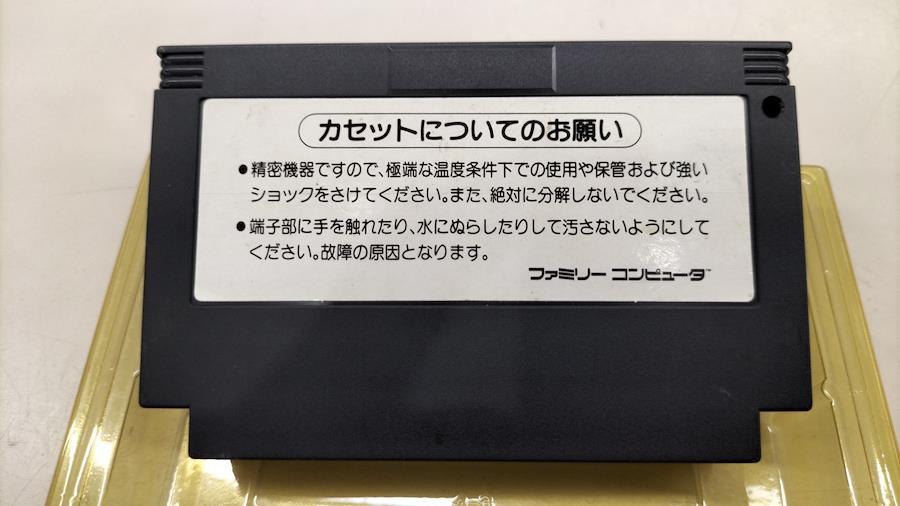 カセットについてのお願い
●精密機器ですので、極端な温度条件下での使用や保管および強い
ショックをさけてください。また、絶対に分解しないでください。
●端子部に手を触れたり、水にぬらしたりして汚さないようにして
ください。故障の原因となります。
ファミリー コンピュータ™